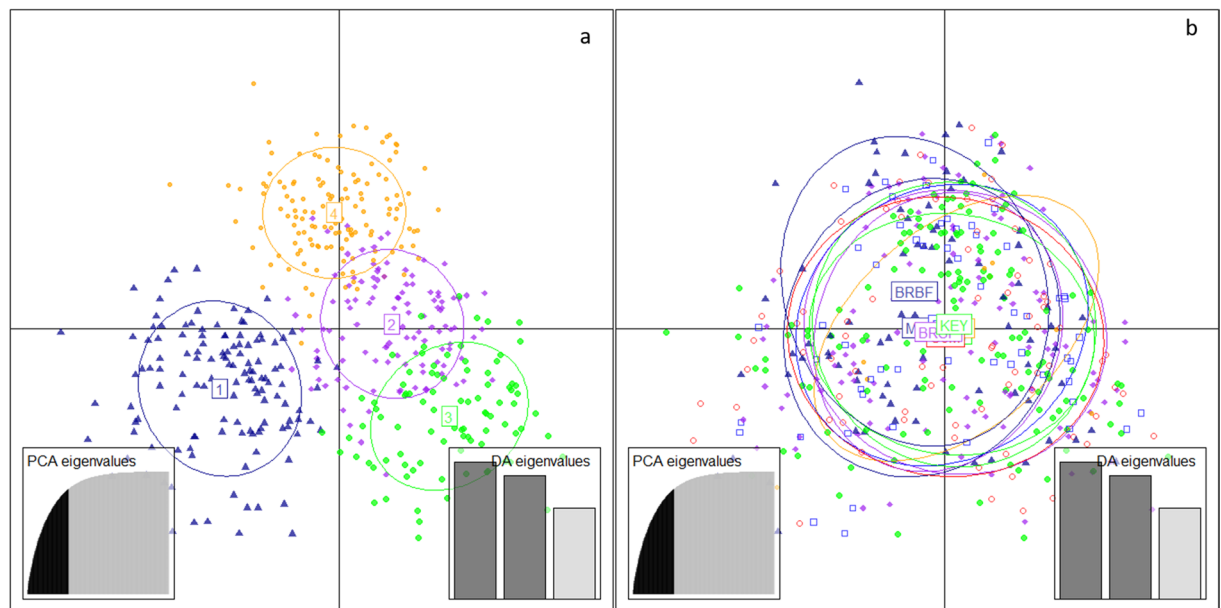 a
4
2
1
3
PCA eigenvalues
DA eigenvalues
b
BRBF
KEY
PCA eigenvalues
DA eigenvalues